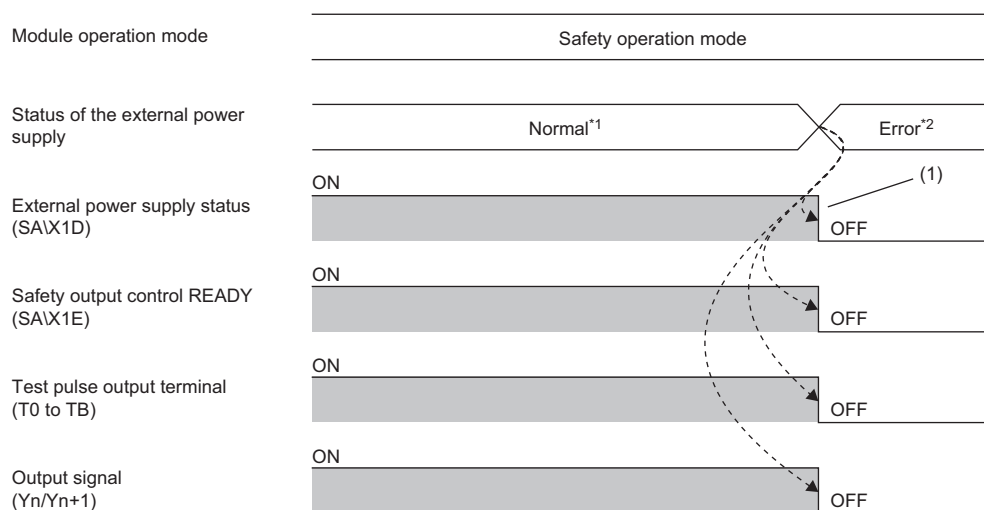 Module operation mode
Safety operation mode
Status of the external power
supply
Normal*1
Error*2
(1)
ON
External power supply status
(SA\X1D)
OFF
ON
Safety output control READY
(SA\X1E)
OFF
ON
Test pulse output terminal
(T0 to TB)
OFF
ON
Output signal
(Yn/Yn+1)
OFF